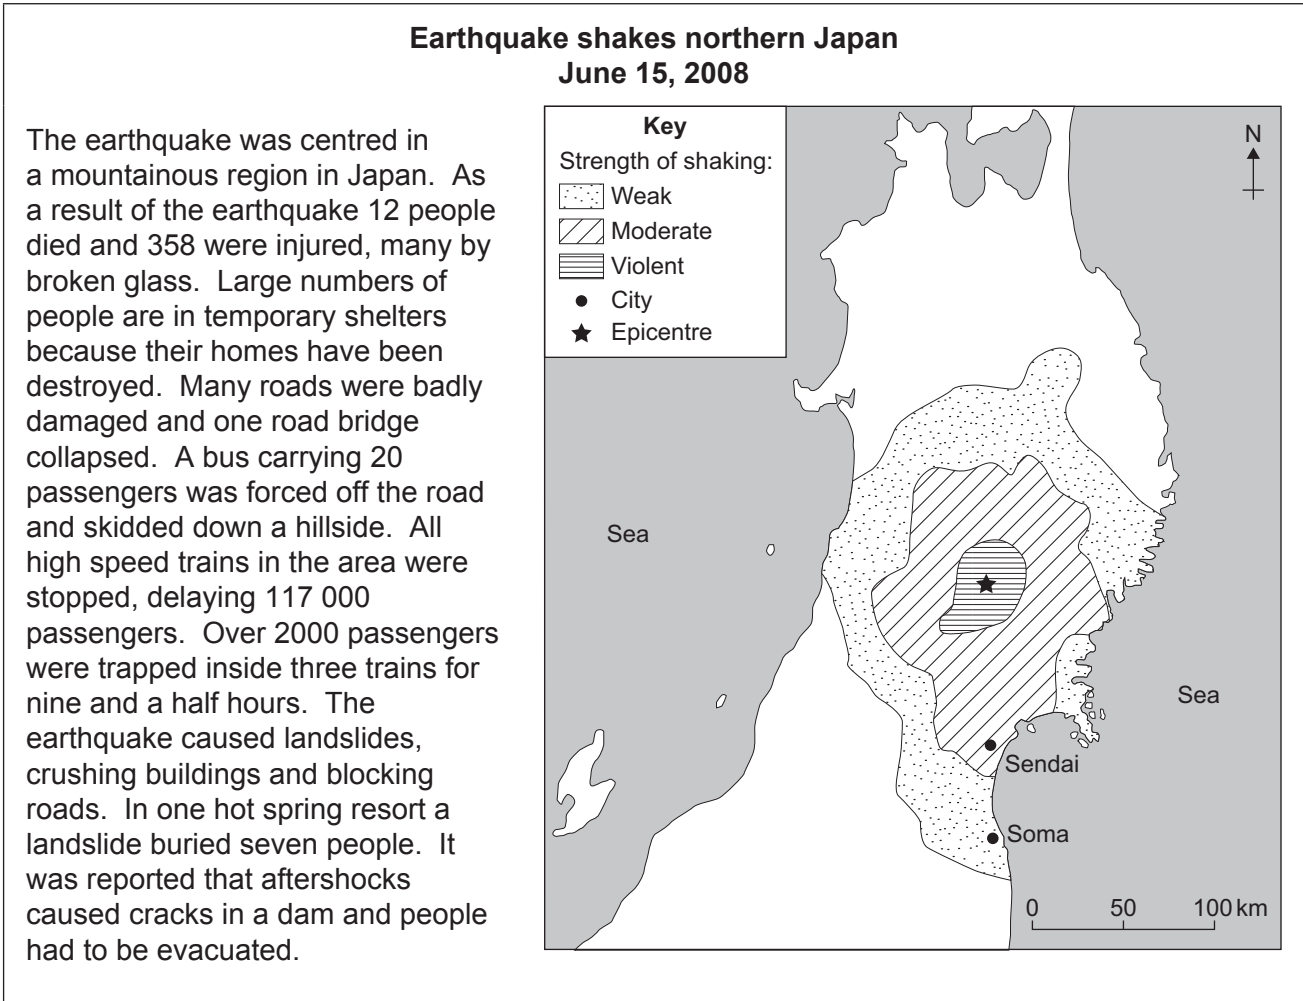 Earthquake shakes northern Japan
June 15, 2008
The earthquake was centred in
a mountainous region in Japan. As
a result of the earthquake 12 people
died and 358 were injured, many by
broken glass. Large numbers of
people are in temporary shelters
because their homes have been
destroyed. Many roads were badly
damaged and one road bridge
collapsed. A bus carrying 20
passengers was forced off the road
and skidded down a hillside. All
high speed trains in the area were
stopped, delaying 117 000
passengers. Over 2000 passengers
were trapped inside three trains for
nine and a half hours. The
earthquake caused landslides,
crushing buildings and blocking
roads. In one hot spring resort a
landslide buried seven people. It
was reported that aftershocks
caused cracks in a dam and people
had to be evacuated.
Key
Strength of shaking:
Weak
Moderate
Violent
City
Epicentre
N
Sea
Sea
Sendai
Soma
0 50 100 km